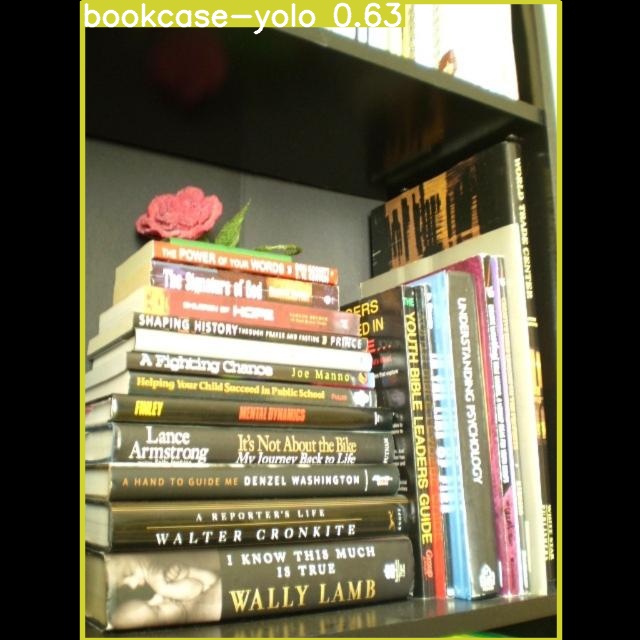 bookcase-yolo 0.63
THE POWER OF YOUR WORDS
The Signature of God
HOPE
SHAPING HISTORY THROUGH PRAYER AND FASTING
PRINCE
A Fighting Chance
Joe Manno
Helping Your Child Succeed in Public School
FINLEY
MENTAL DYNAMICS
Lance Armstrong
It's Not About the Bike
My Journey Back to Life
A HAND TO GUIDE ME DENZEL WASHINGTON
A REPORTER'S LIFE
WALTER CRONKITE
I KNOW THIS MUCH
IS TRUE
WALLY LAMB
YOUTH BIBLE LEADERS GUIDE
Group
UNDERSTANDING PSYCHOLOGY
WORLD TRADE CENTER